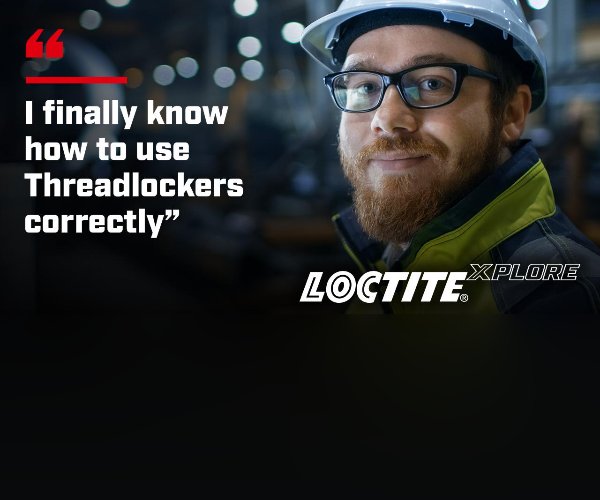 “
I finally know
how to use
Threadlockers
correctly”
LOCTITE® XPLORE